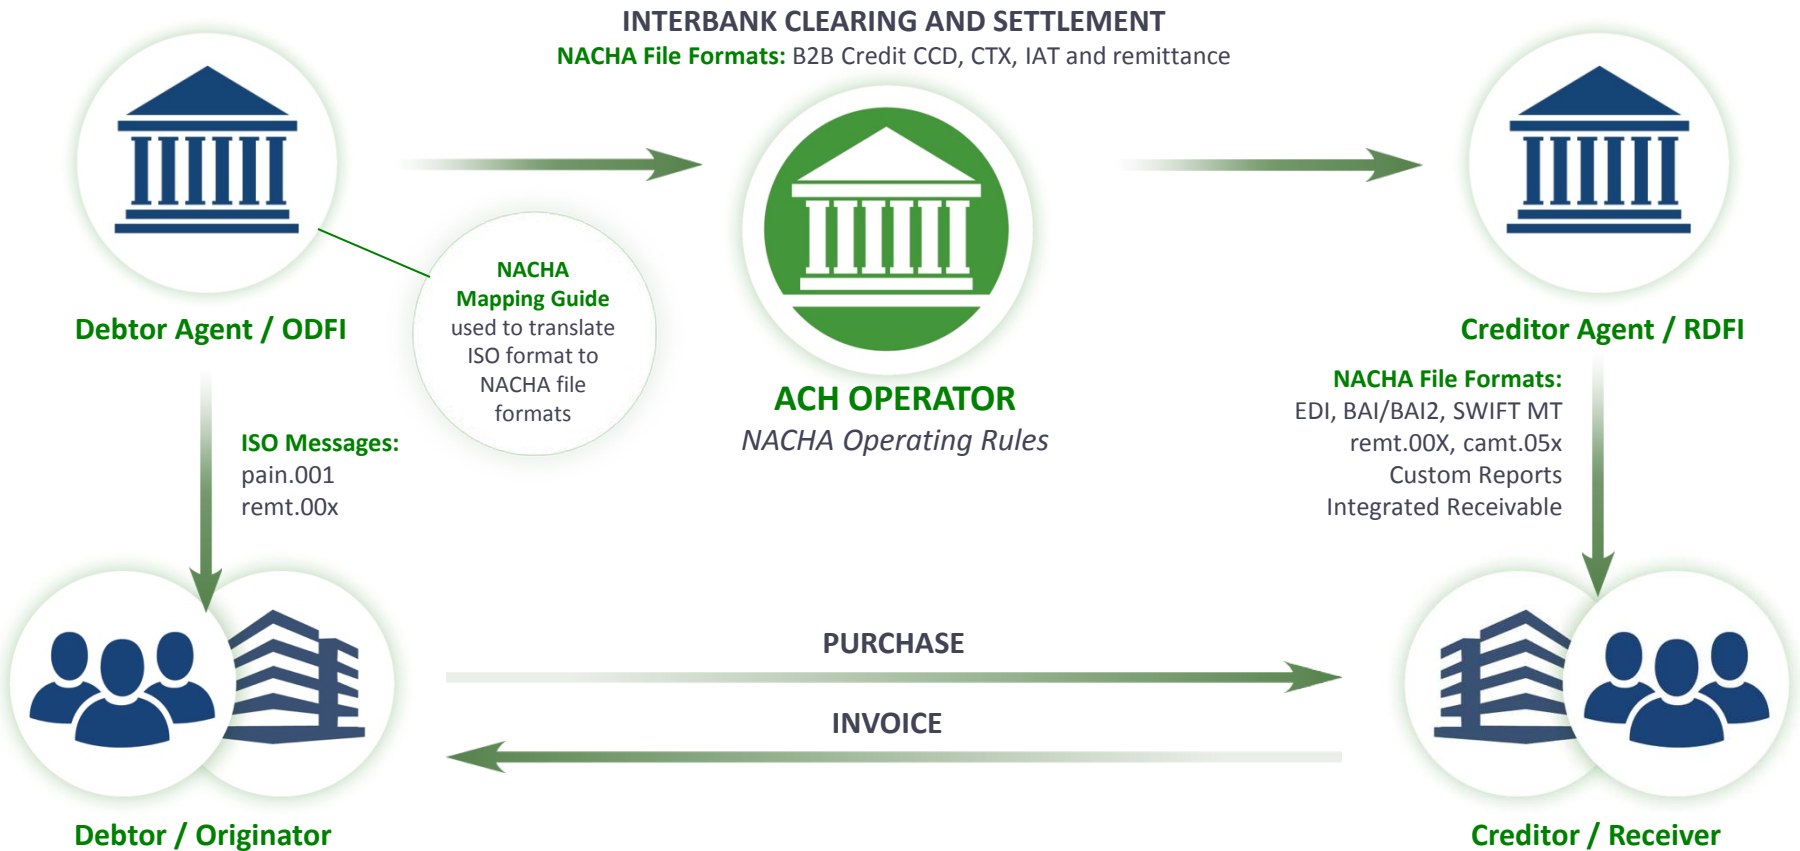 INTERBANK CLEARING AND SETTLEMENT
NACHA File Formats: B2B Credit CCD, CTX, IAT and remittance
Debtor Agent / ODFI
NACHA
Mapping Guide
used to translate
ISO format to
NACHA file
formats
ACH OPERATOR
NACHA Operating Rules
Creditor Agent / RDFI
NACHA File Formats:
EDI, BAI/BAI2, SWIFT MT
remt.00X, camt.05x
Custom Reports
Integrated Receivable
ISO Messages:
pain.001
remt.00x
PURCHASE
INVOICE
Debtor / Originator
Creditor / Receiver